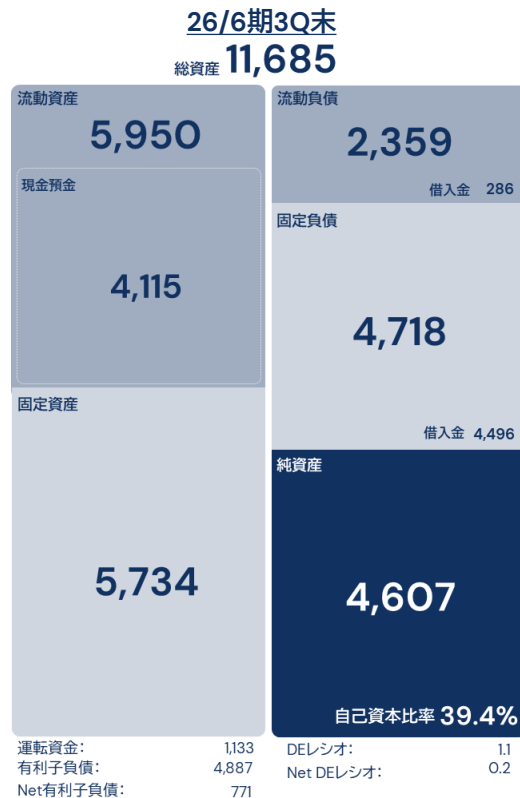 26/6期3Q末
総資産 11,685
流動資産
5,950
現金預金
4,115
固定資産
5,734
流動負債
2,359
借入金 286
固定負債
4,718
借入金 4,496
純資産
4,607
自己資本比率 39.4%
運転資金： 1,133
有利子負債： 4,887
Net有利子負債： 771
DEレシオ： 1.1
Net DEレシオ： 0.2